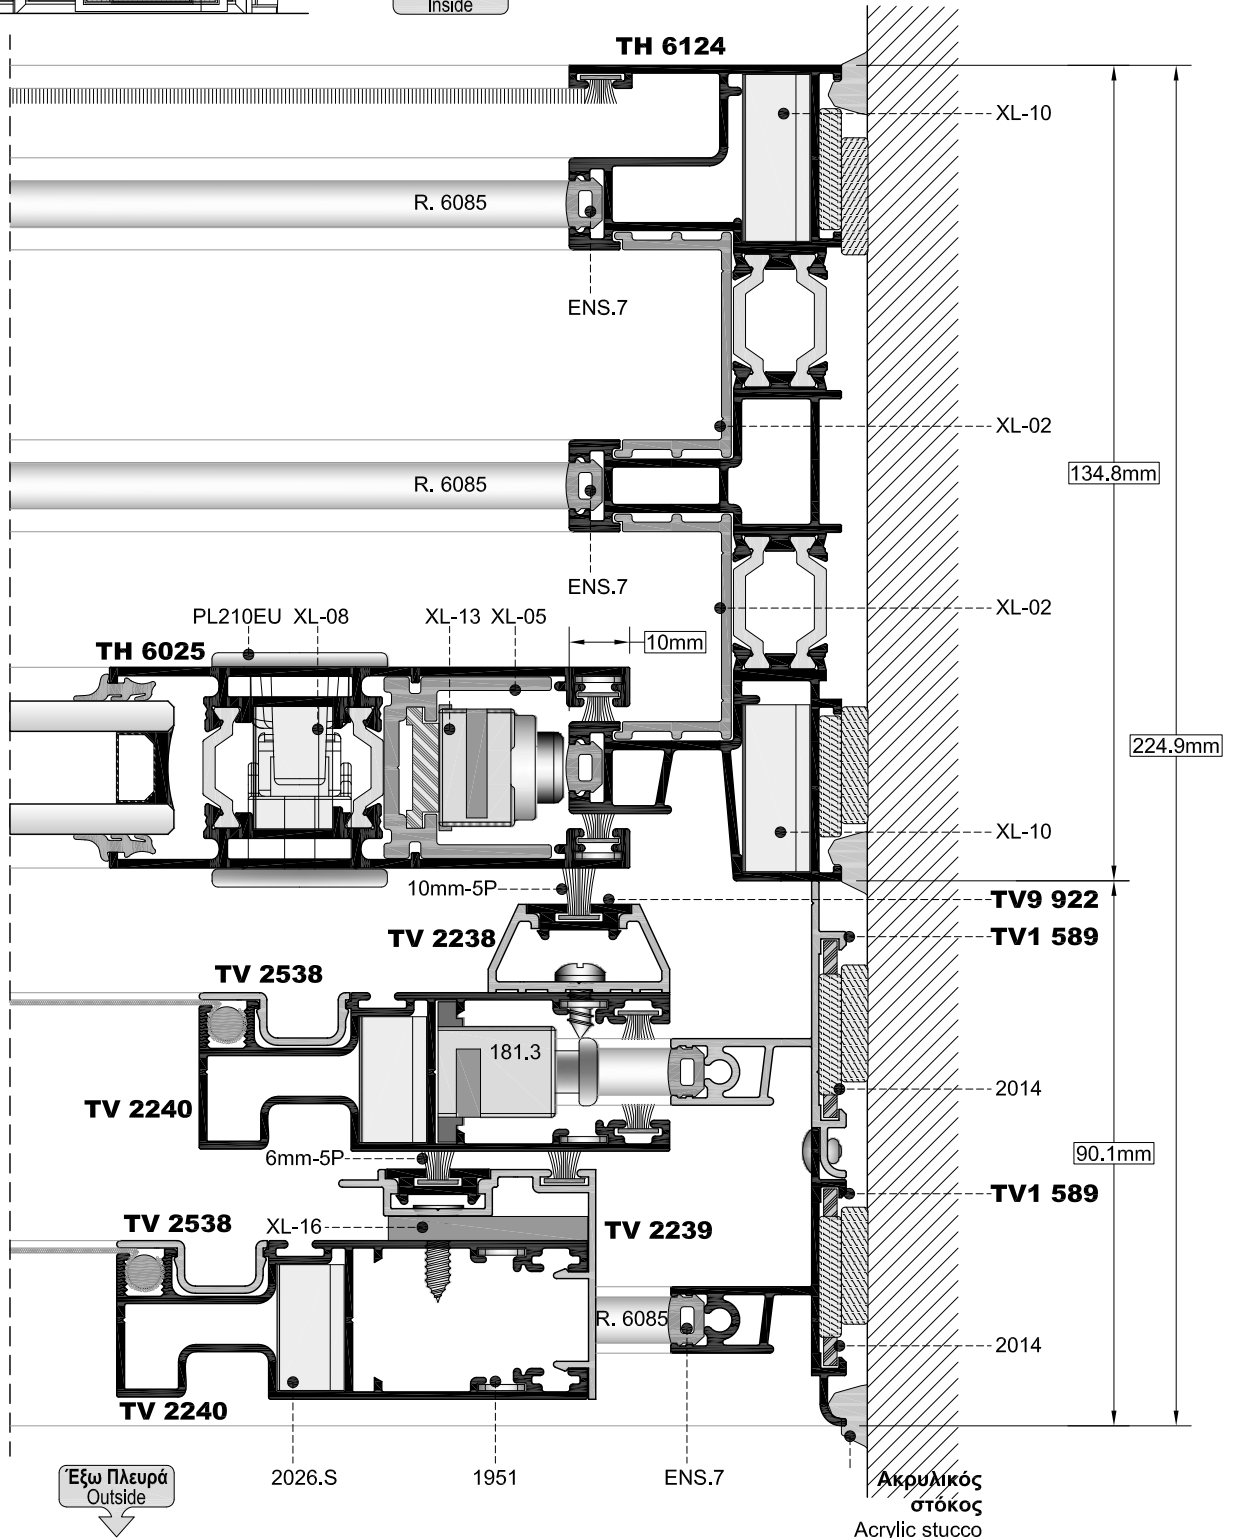 Inside
TH 6124
XL-10
R. 6085
ENS.7
XL-02
R. 6085
134.8mm
ENS.7
XL-02
PL210EU XL-08 XL-13 XL-05
10mm
TH 6025
224.9mm
XL-10
10mm-5P
TV9 922
TV 2238
TV1 589
TV 2538
181.3
2014
TV 2240
6mm-5P
90.1mm
TV1 589
TV 2538
XL-16
TV 2239
R. 6085
2014
TV 2240
Έξω Πλευρά
Outside
2026.S
1951
ENS.7
Ακρυλικός
στόκος
Acrylic stucco